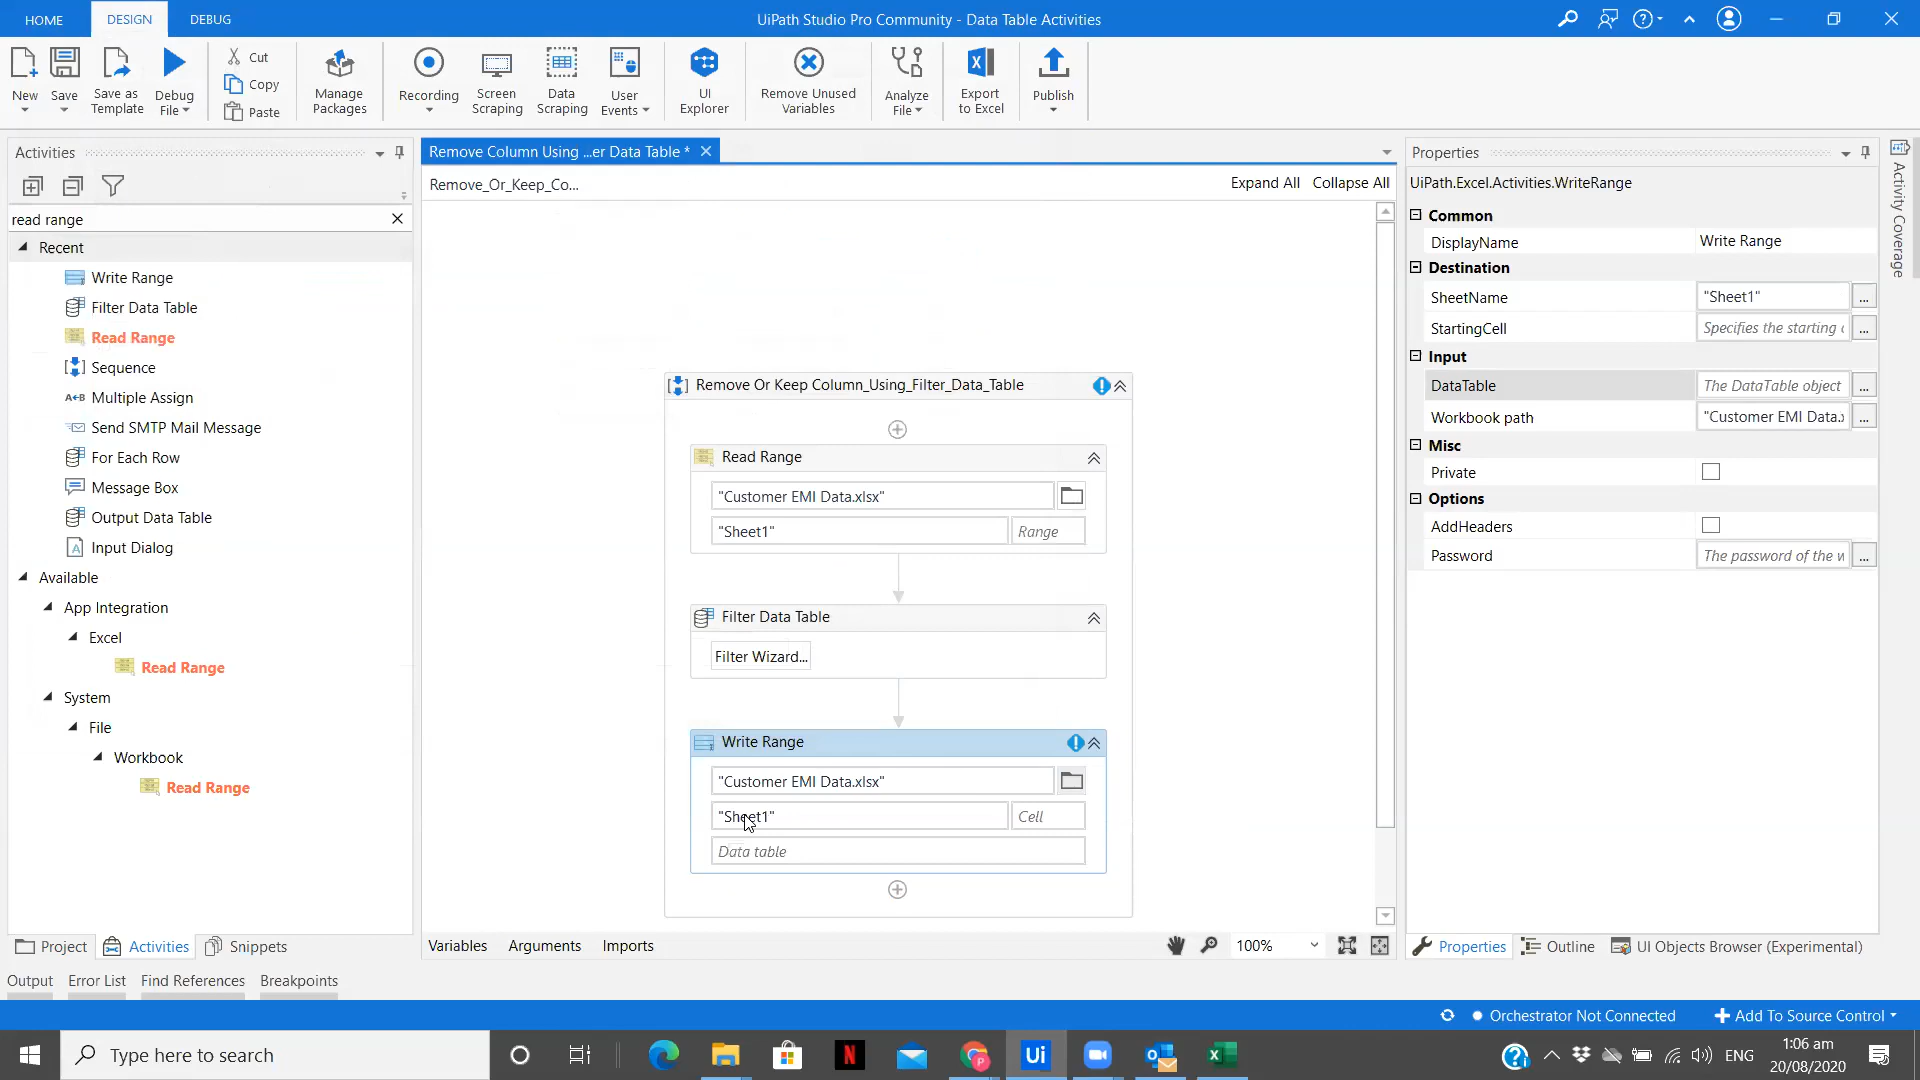 HOME DESIGN DEBUG
UiPath Studio Pro Community - Data Table Activities
New
Save
Save as Template
Debug File
Cut
Copy
Paste
Manage Packages
Recording
Screen Scraping
Data Scraping
User Events
UI Explorer
Remove Unused Variables
Analyze File
Export to Excel
Publish
Activities
read range
Recent
Write Range
Filter Data Table
Read Range
Sequence
A+B Multiple Assign
Send SMTP Mail Message
For Each Row
Message Box
Output Data Table
Input Dialog
Available
App Integration
Excel
Read Range
System
File
Workbook
Read Range
Project Activities Snippets
Remove Column Using ...er Data Table *
Remove_Or_Keep_Co...
Expand All Collapse All
Remove Or Keep Column_Using_Filter_Data_Table
Read Range
"Customer EMI Data.xlsx"
"Sheet1" Range
Filter Data Table
Filter Wizard...
Write Range
"Customer EMI Data.xlsx"
"Sheet1" Cell
Data table
Variables Arguments Imports
100%
Properties
UiPath.Excel.Activities.WriteRange
Common
DisplayName Write Range
Destination
SheetName "Sheet1" ...
StartingCell Specifies the starting c ...
Input
DataTable The DataTable object ...
Workbook path "Customer EMI Data.x ...
Misc
Private
Options
AddHeaders
Password The password of the w ...
Properties Outline UI Objects Browser (Experimental)
Activity Coverage
Output Error List Find References Breakpoints
Orchestrator Not Connected Add To Source Control
Type here to search
Ui
ENG
1:06 am
20/08/2020